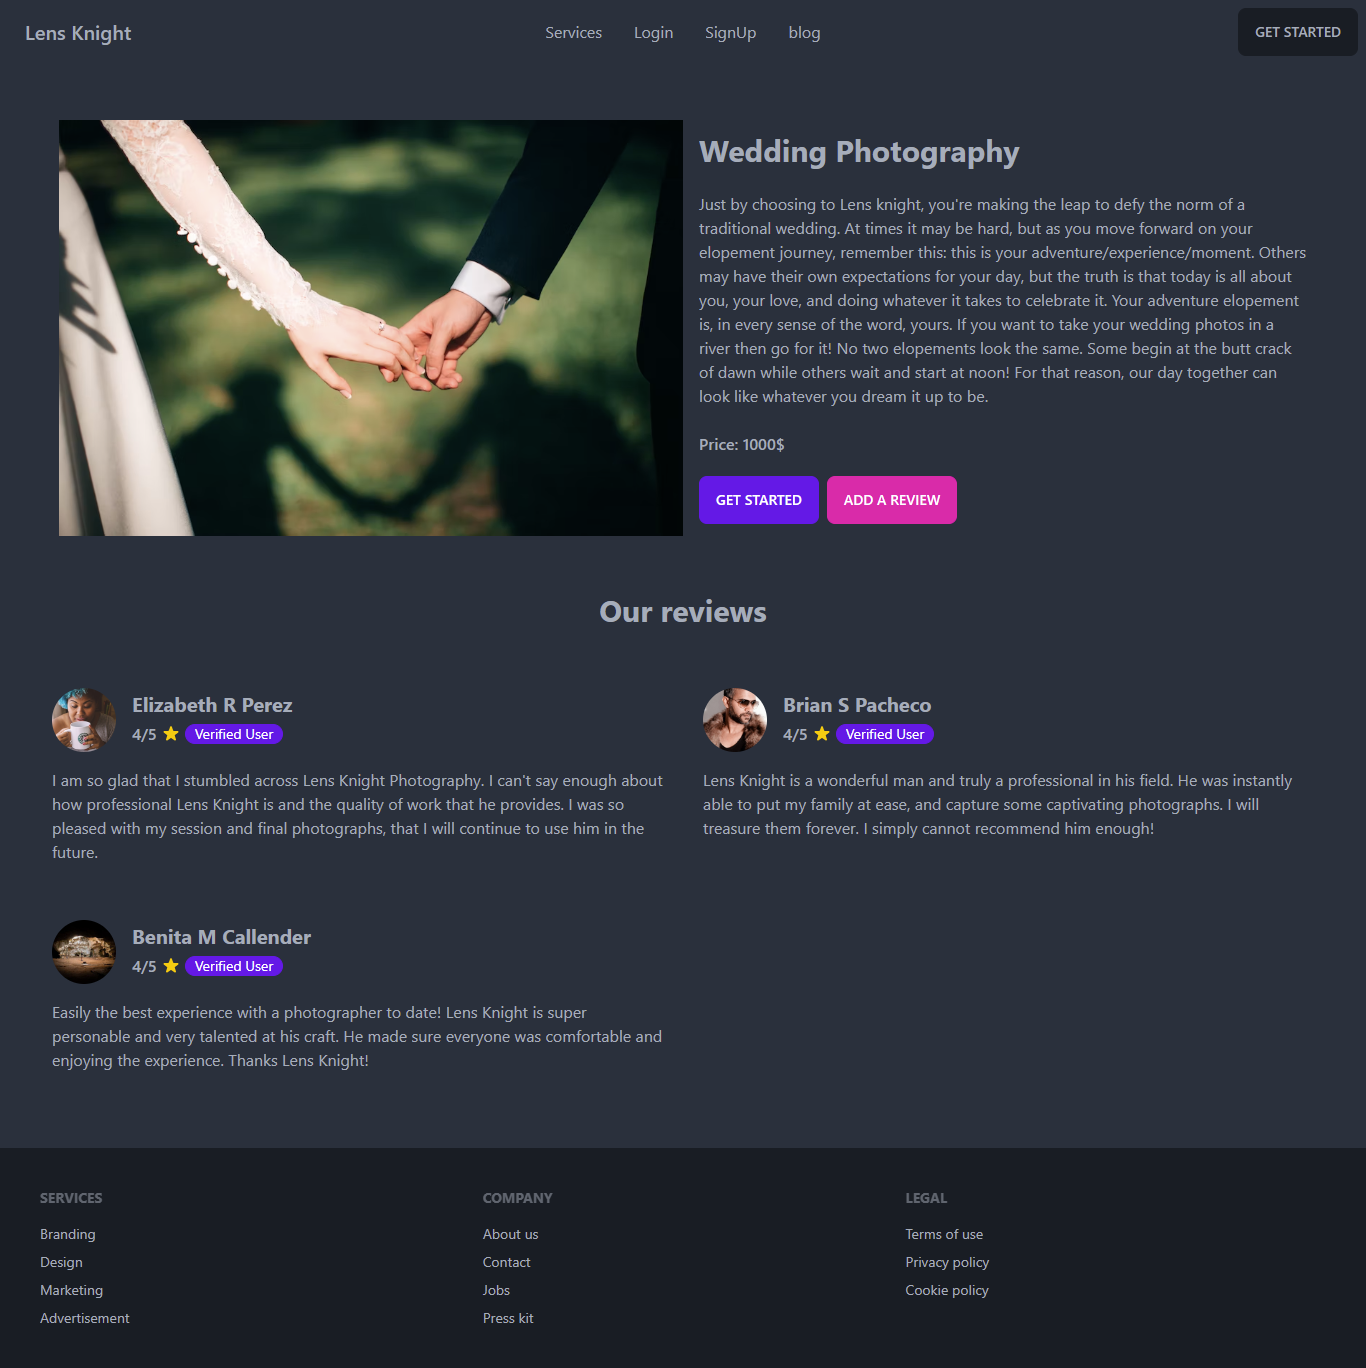 Lens Knight
Services Login SignUp blog
GET STARTED
Wedding Photography
Just by choosing to Lens knight, you're making the leap to defy the norm of a
traditional wedding. At times it may be hard, but as you move forward on your
elopement journey, remember this: this is your adventure/experience/moment. Others
may have their own expectations for your day, but the truth is that today is all about
you, your love, and doing whatever it takes to celebrate it. Your adventure elopement
is, in every sense of the word, yours. If you want to take your wedding photos in a
river then go for it! No two elopements look the same. Some begin at the butt crack
of dawn while others wait and start at noon! For that reason, our day together can
look like whatever you dream it up to be.
Price: 1000$
GET STARTED ADD A REVIEW
Our reviews
Elizabeth R Perez
4/5 Verified User
I am so glad that I stumbled across Lens Knight Photography. I can't say enough about
how professional Lens Knight is and the quality of work that he provides. I was so
pleased with my session and final photographs, that I will continue to use him in the
future.
Brian S Pacheco
4/5 Verified User
Lens Knight is a wonderful man and truly a professional in his field. He was instantly
able to put my family at ease, and capture some captivating photographs. I will
treasure them forever. I simply cannot recommend him enough!
Benita M Callender
4/5 Verified User
Easily the best experience with a photographer to date! Lens Knight is super
personable and very talented at his craft. He made sure everyone was comfortable and
enjoying the experience. Thanks Lens Knight!
SERVICES
Branding
Design
Marketing
Advertisement
COMPANY
About us
Contact
Jobs
Press kit
LEGAL
Terms of use
Privacy policy
Cookie policy